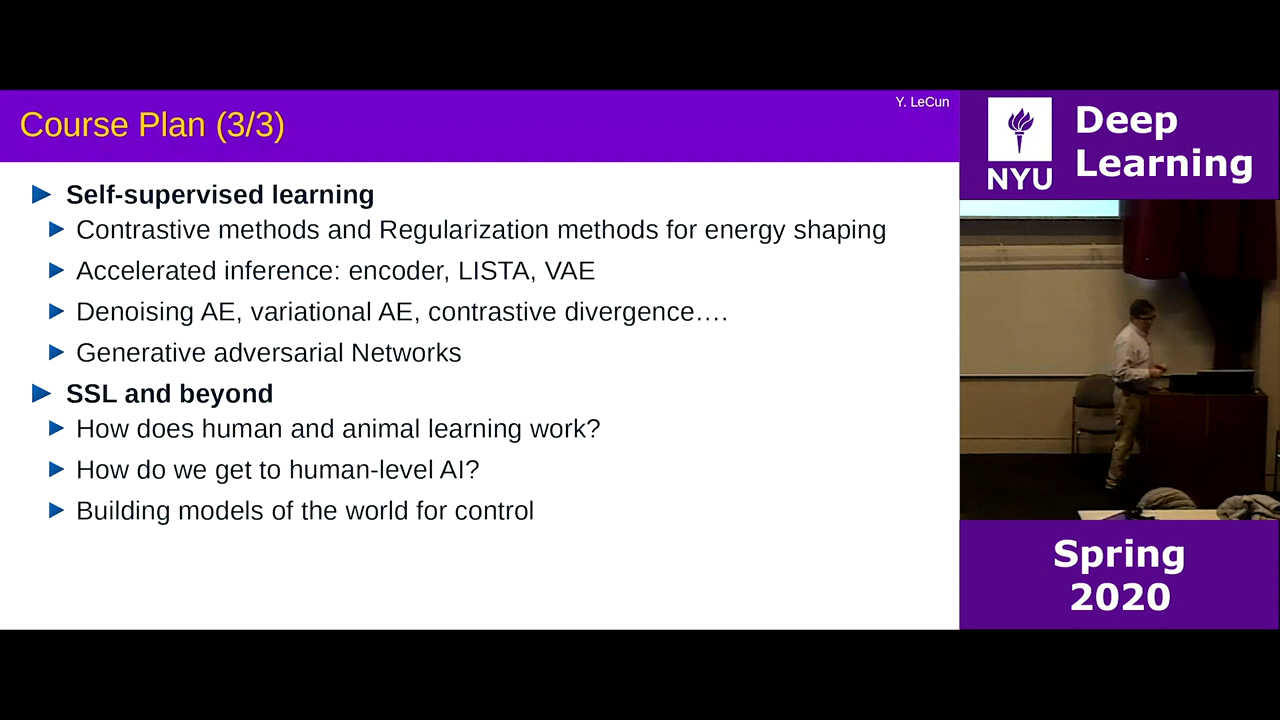 Y. LeCun
Course Plan (3/3)
Self-supervised learning
Contrastive methods and Regularization methods for energy shaping
Accelerated inference: encoder, LISTA, VAE
Denoising AE, variational AE, contrastive divergence….
Generative adversarial Networks
SSL and beyond
How does human and animal learning work?
How do we get to human-level AI?
Building models of the world for control
NYU
Deep
Learning
Spring
2020